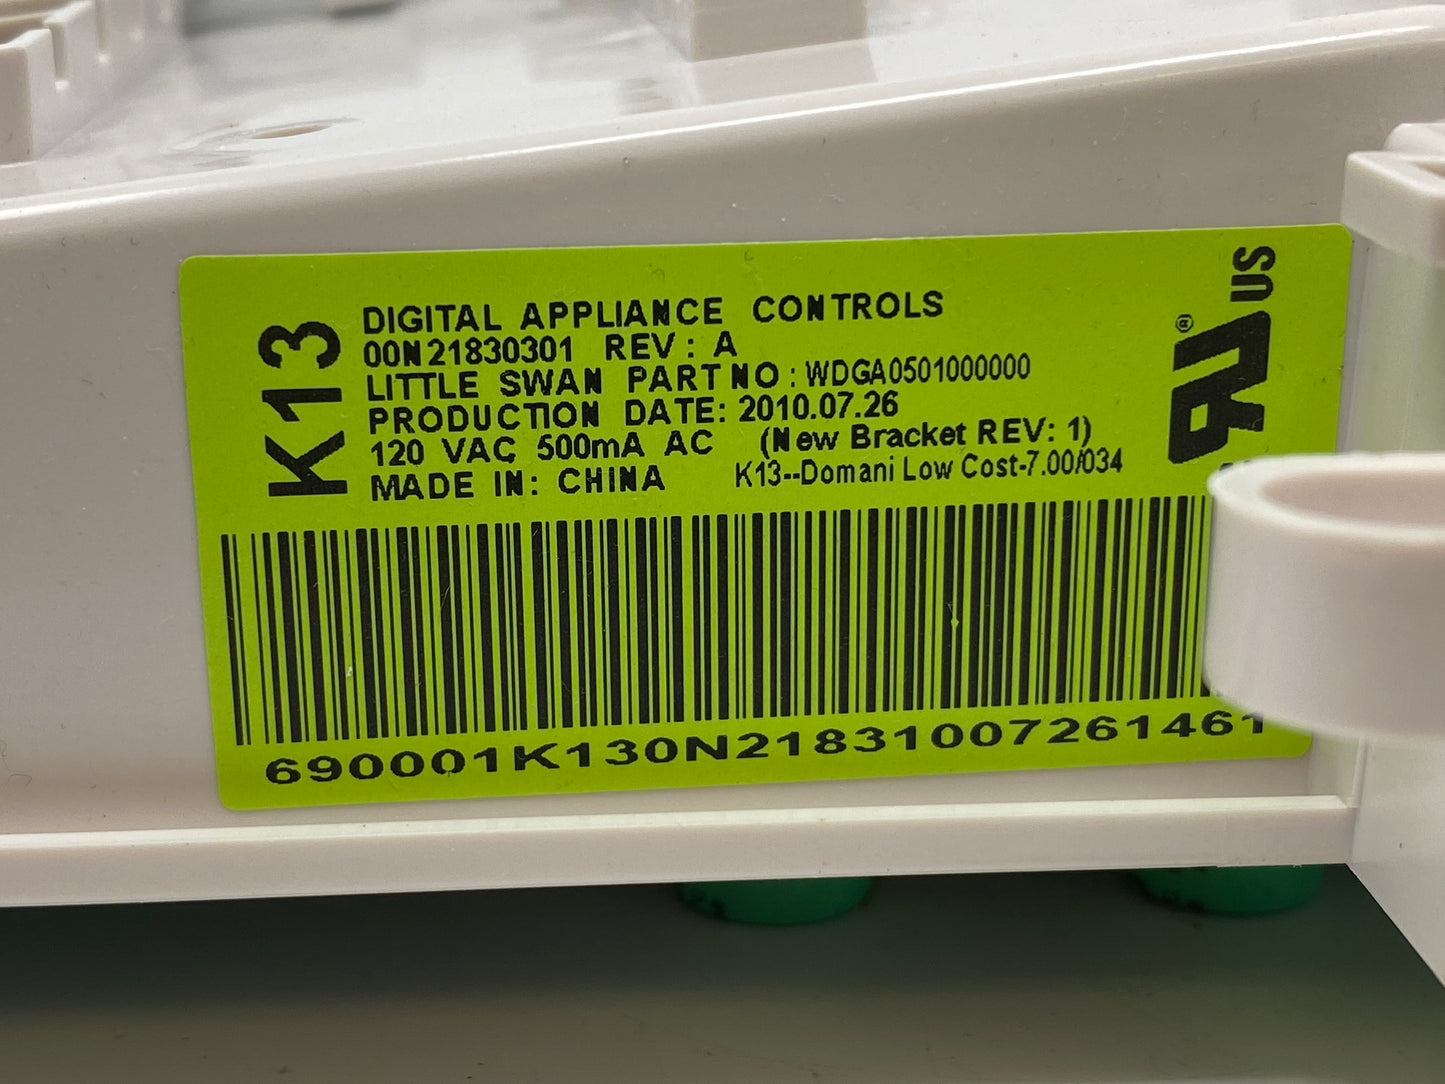 K13
DIGITAL APPLIANCE CONTROLS
00N21830301 REV: A
LITTLE SWAN PART NO: WDGA0501000000
PRODUCTION DATE: 2010.07.26
120 VAC 500mA AC (New Bracket REV: 1)
MADE IN: CHINA K13--Domani Low Cost-7.00/034
RU® US
690001K130N21831007261461